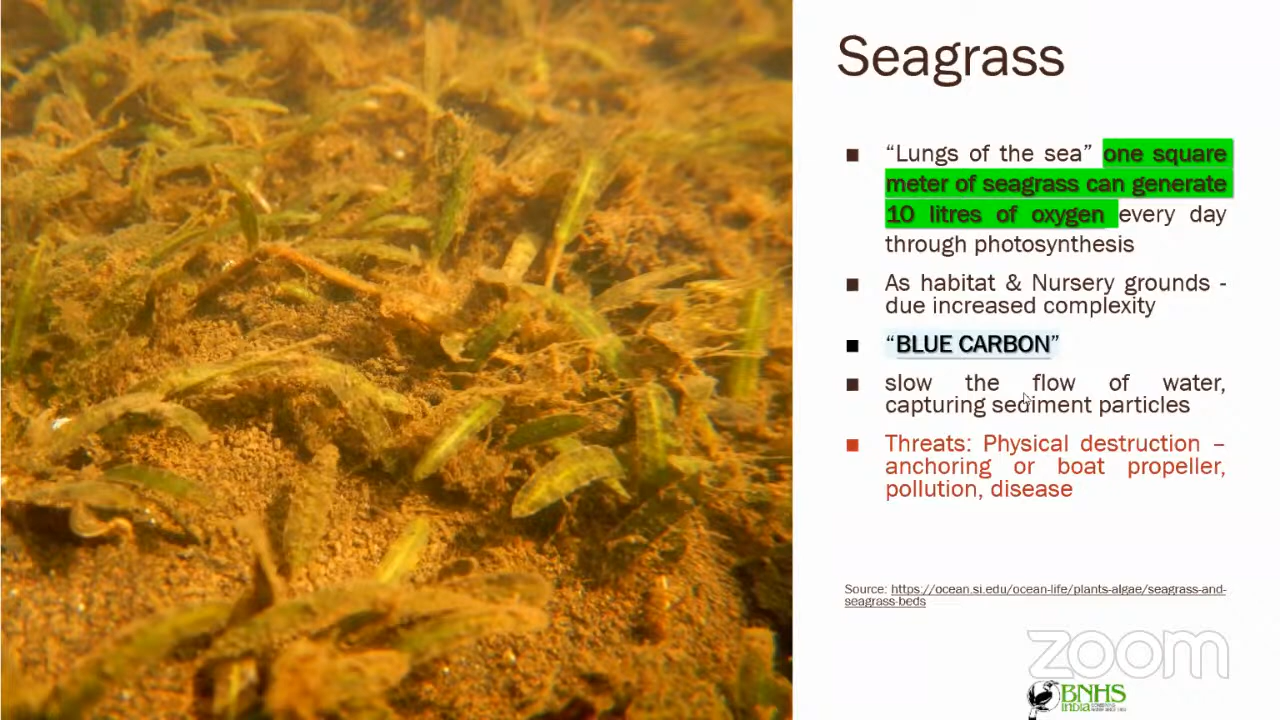 Seagrass
“Lungs of the sea” one square
meter of seagrass can generate
10 litres of oxygen every day
through photosynthesis
As habitat & Nursery grounds -
due increased complexity
“BLUE CARBON”
slow the flow of water,
capturing sediment particles
Threats: Physical destruction –
anchoring or boat propeller,
pollution, disease
Source: https://ocean.si.edu/ocean-life/plants-algae/seagrass-and-
seagrass-beds
zoom
BNHS
INDIA